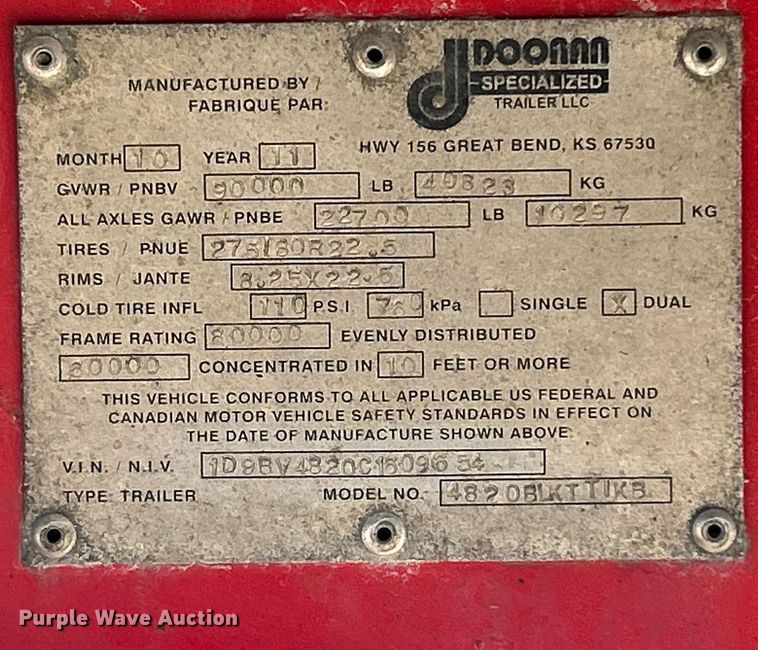 DOONAN
SPECIALIZED
TRAILER LLC
MANUFACTURED BY /
FABRIQUE PAR:
HWY 156 GREAT BEND, KS 67530
MONTH 10 YEAR 11
GVWR / PNBV 90000 LB 40823 KG
ALL AXLES GAWR / PNBE 22700 LB 10297 KG
TIRES / PNUE 275/80R22.5
RIMS / JANTE 8.25X22.5
COLD TIRE INFL 110 P.S.I. 760 kPa SINGLE X DUAL
FRAME RATING 80000 EVENLY DISTRIBUTED
60000 CONCENTRATED IN 10 FEET OR MORE
THIS VEHICLE CONFORMS TO ALL APPLICABLE US FEDERAL AND
CANADIAN MOTOR VEHICLE SAFETY STANDARDS IN EFFECT ON
THE DATE OF MANUFACTURE SHOWN ABOVE
V.I.N. / N.I.V.
TYPE TRAILER MODEL NO.
Purple Wave Auction